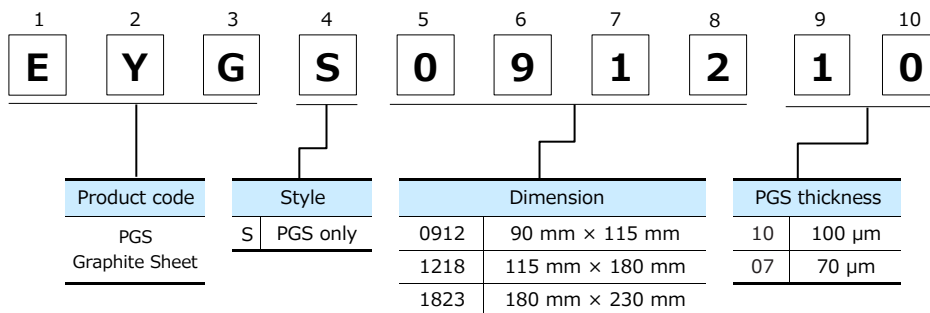 1 2 3 4 5 6 7 8 9 10
E Y G S 0 9 1 2 1 0
Product code Style Dimension PGS thickness
PGS
Graphite Sheet
S PGS only
0912 90 mm × 115 mm
1218 115 mm × 180 mm
1823 180 mm × 230 mm
10 100 μm
07 70 μm